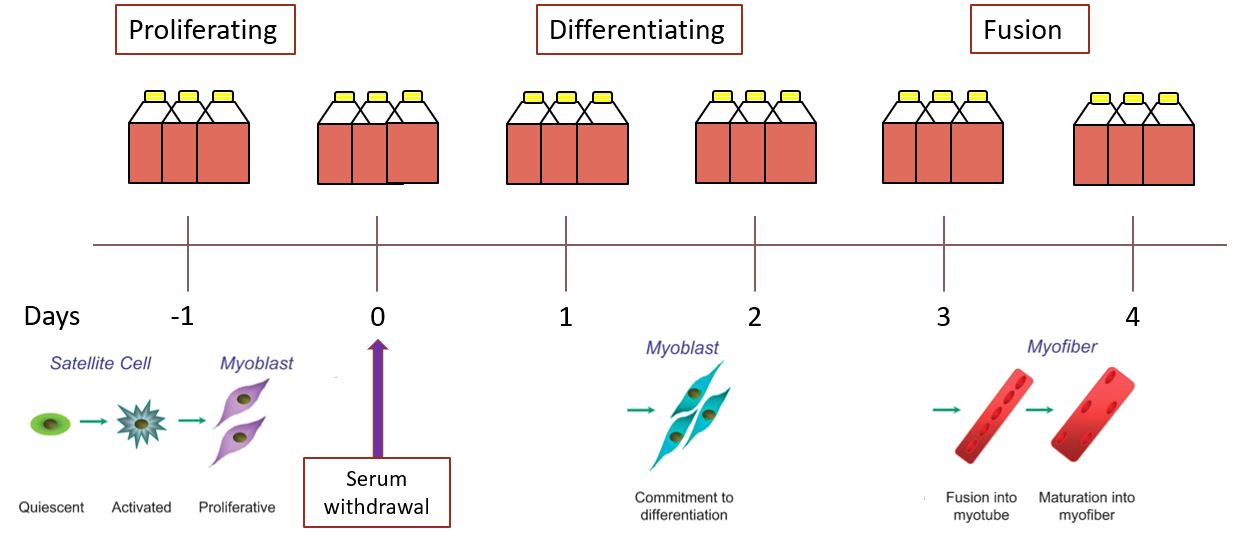 Proliferating
Differentiating
Fusion
Days
-1
0
1
2
3
4
Satellite Cell
Myoblast
Myoblast
Myofiber
Quiescent
Activated
Proliferative
Serum
withdrawal
Commitment to
differentiation
Fusion into
myotube
Maturation into
myofiber